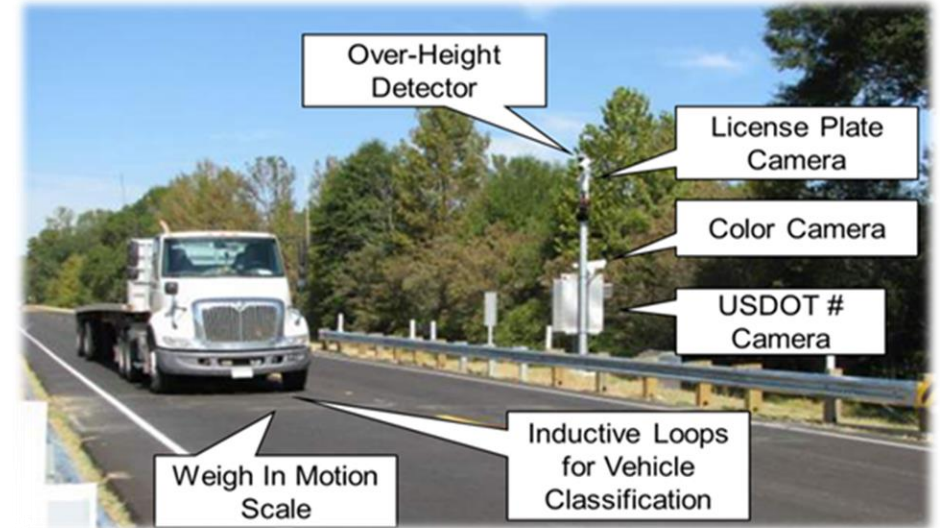 Over-Height
Detector
License Plate
Camera
Color Camera
USDOT #
Camera
Inductive Loops
for Vehicle
Classification
Weigh In Motion
Scale